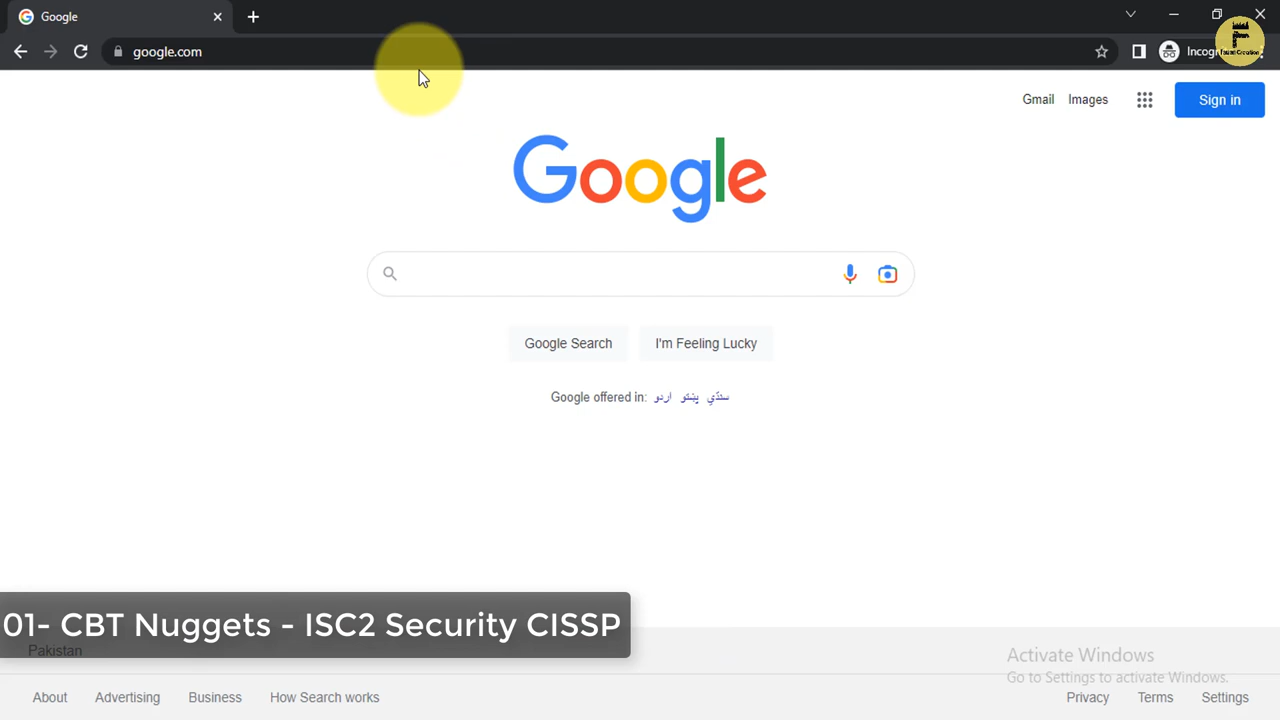 Google
google.com
Incog
Gmail Images
Sign in
Google
Google Search
I'm Feeling Lucky
Google offered in: اردو پښتو سنڌي
01- CBT Nuggets - ISC2 Security CISSP
Pakistan
Activate Windows
Go to Settings to activate Windows.
About Advertising Business How Search works
Privacy Terms Settings